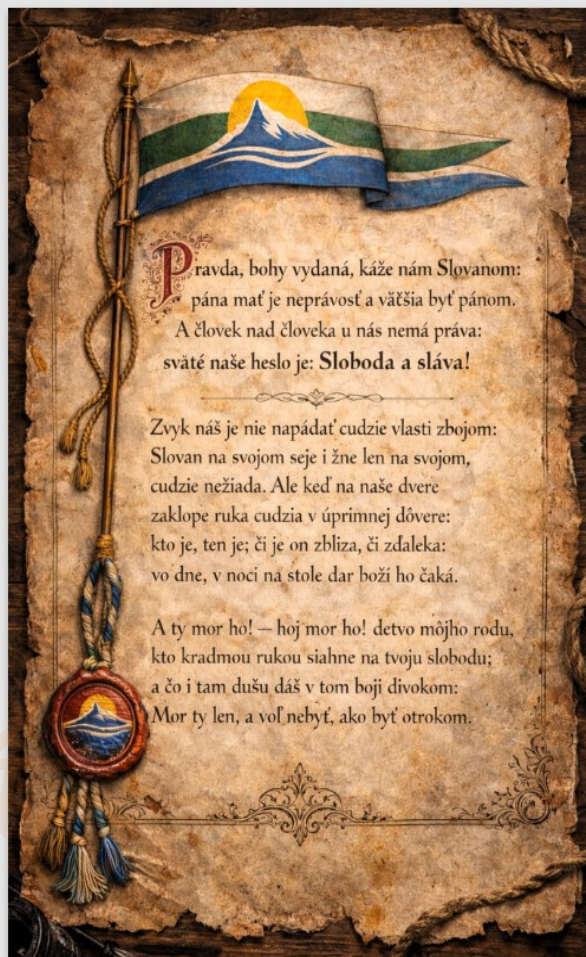 Pravda, bohy vydaná, káže nám Slovanom:
pána mať je neprávosť a väčšia byť pánom.
A človek nad človeka u nás nemá práva:
sväté naše heslo je: Sloboda a sláva!
Zvyk náš je nie napádať cudzie vlasti zbojom:
Slovan na svojom seje i žne len na svojom,
cudzie nežiada. Ale keď na naše dvere
zaklope ruka cudzia v úprimnej dôvere:
kto je, ten je; či je on zblíza, či zďaleka:
vo dne, v noci na stole dar boží ho čaká.
A ty mor ho! — hoj mor ho! detvo môjho rodu,
kto kradmou rukou siahne na tvoju slobodu;
a čo i tam dušu dáš v tom boji divokom:
Mor ty len, a voľ nebyť, ako byť otrokom.